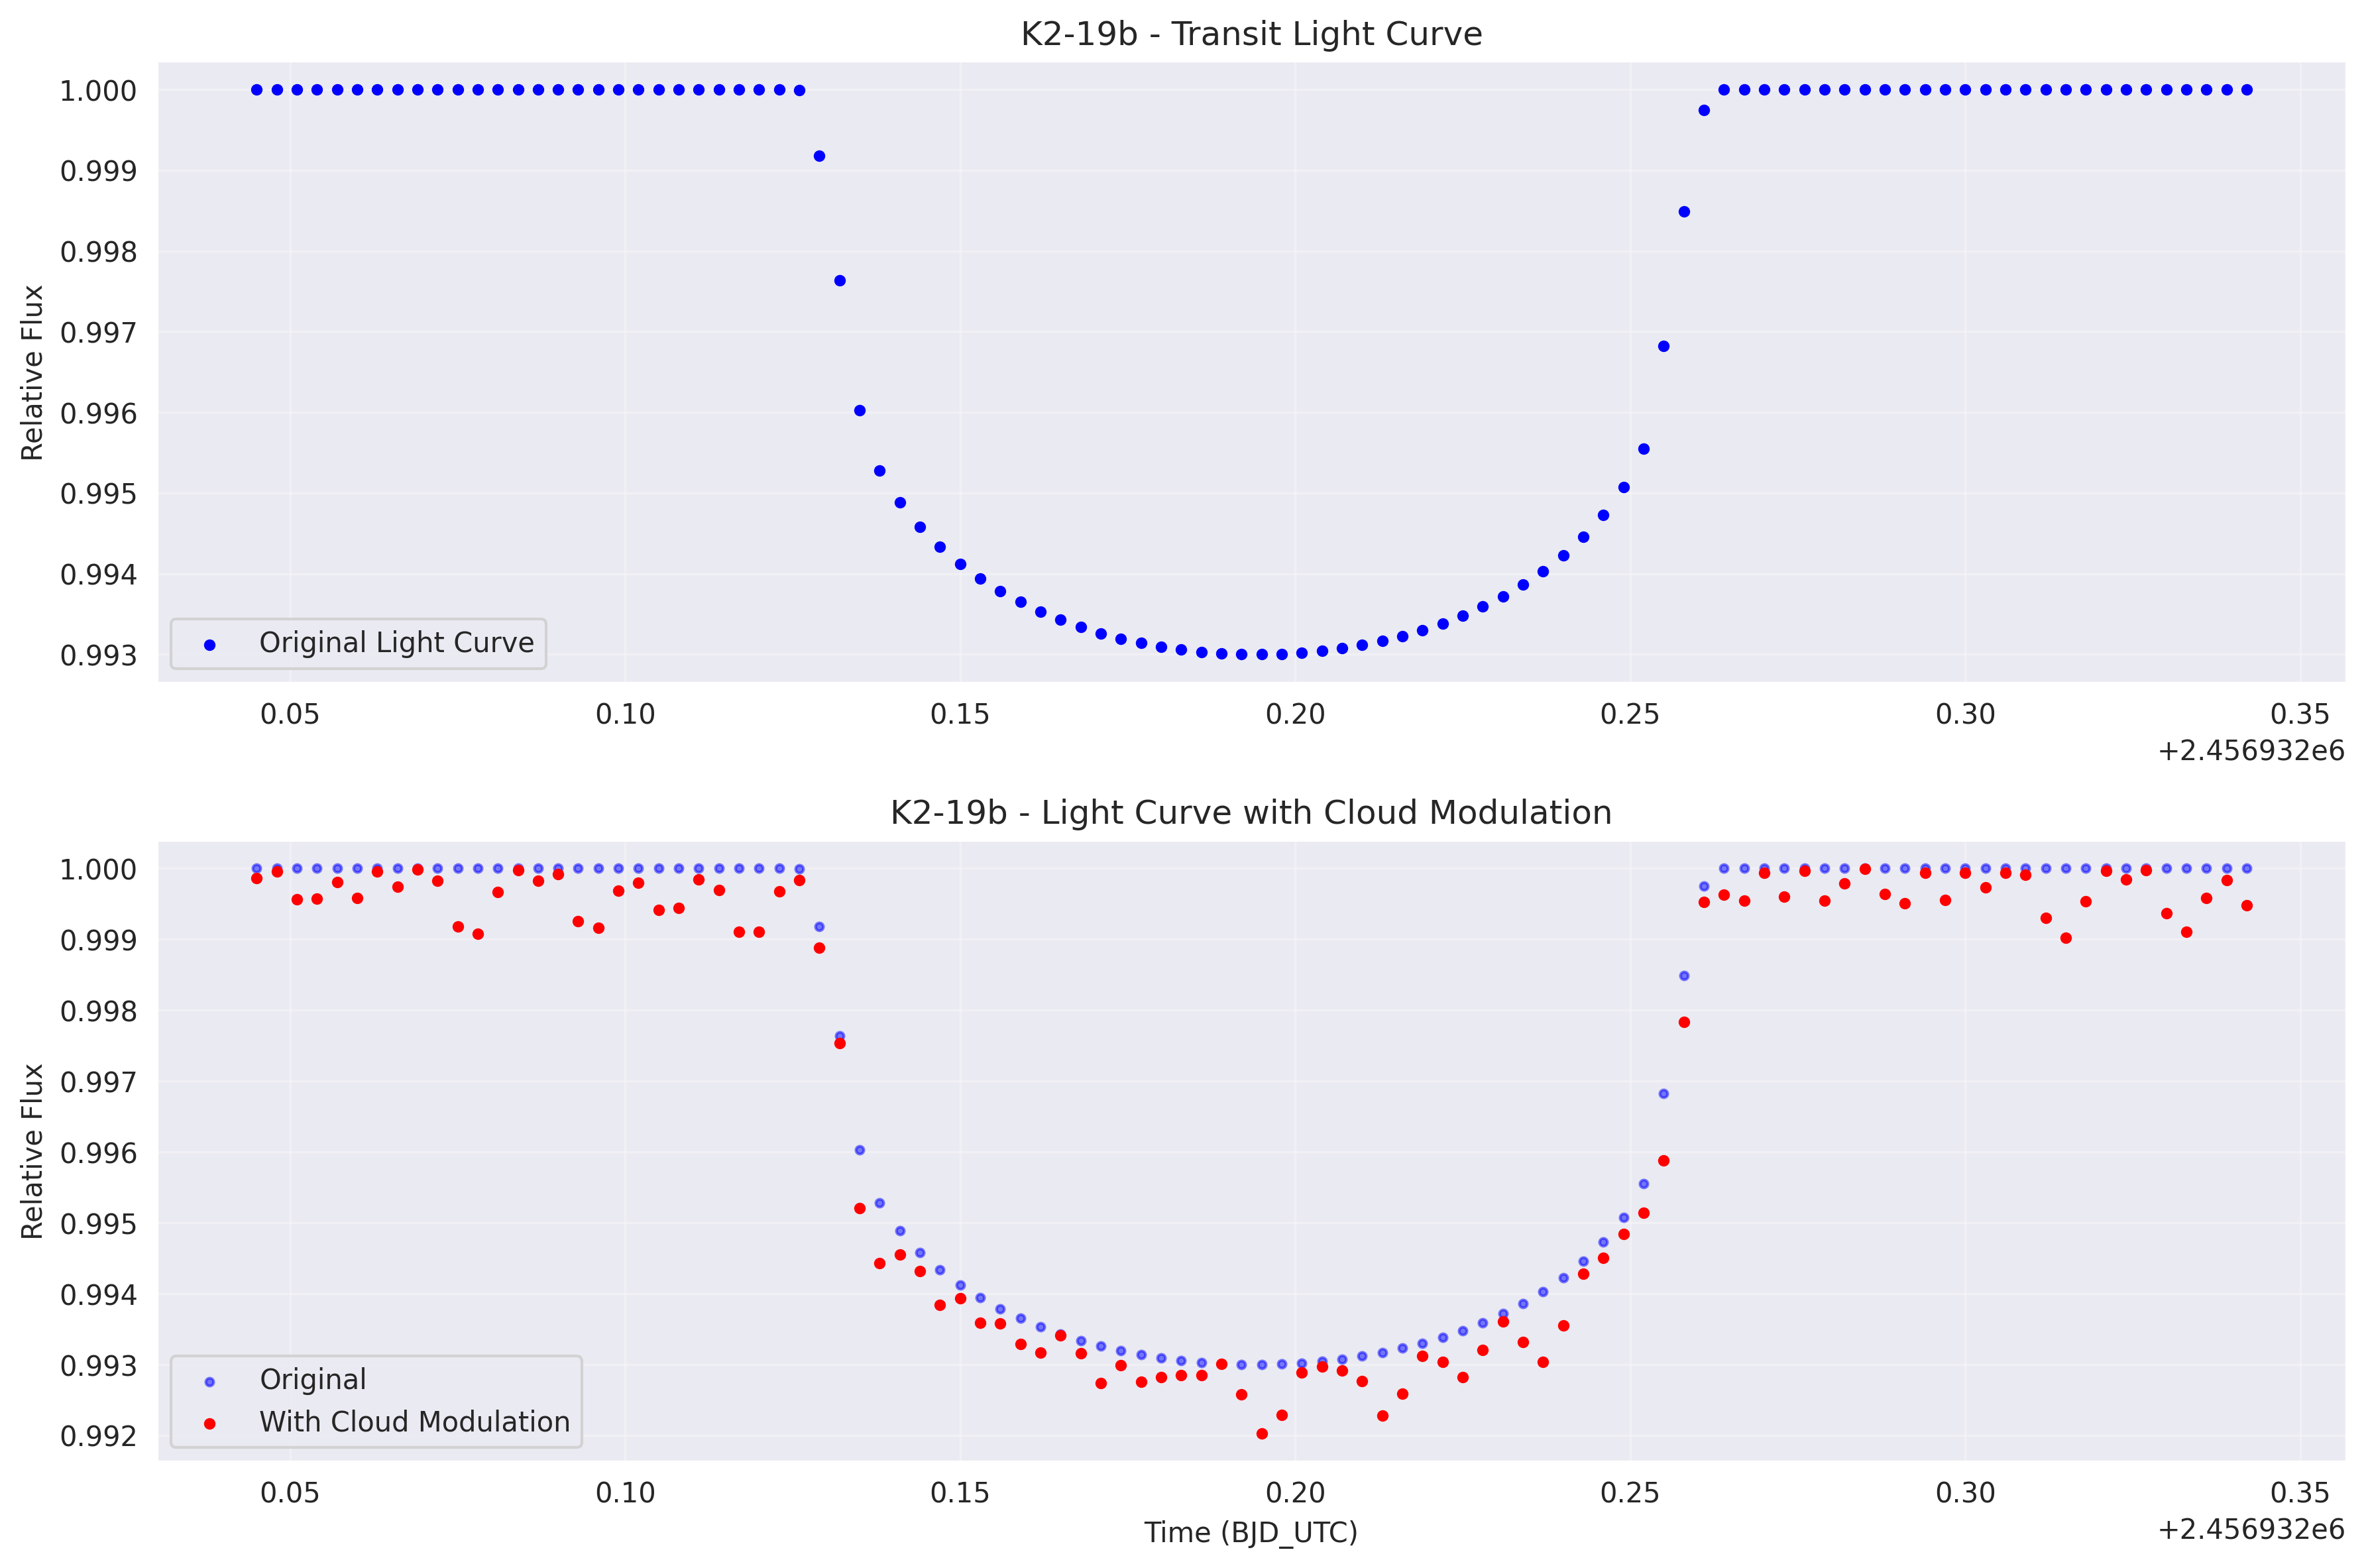 K2-19b - Transit Light Curve
1.000
0.999
0.998
0.997
0.996
0.995
0.994
0.993
Relative Flux
Original Light Curve
0.05 0.10 0.15 0.20 0.25 0.30 0.35
+2.456932e6
K2-19b - Light Curve with Cloud Modulation
1.000
0.999
0.998
0.997
0.996
0.995
0.994
0.993
0.992
Relative Flux
Original
With Cloud Modulation
0.05 0.10 0.15 0.20 0.25 0.30 0.35
Time (BJD_UTC)
+2.456932e6